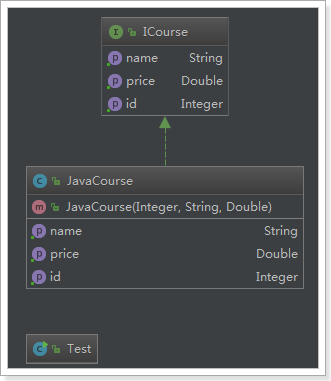 ICourse
name String
price Double
id Integer
JavaCourse
JavaCourse(Integer, String, Double)
name String
price Double
id Integer
Test